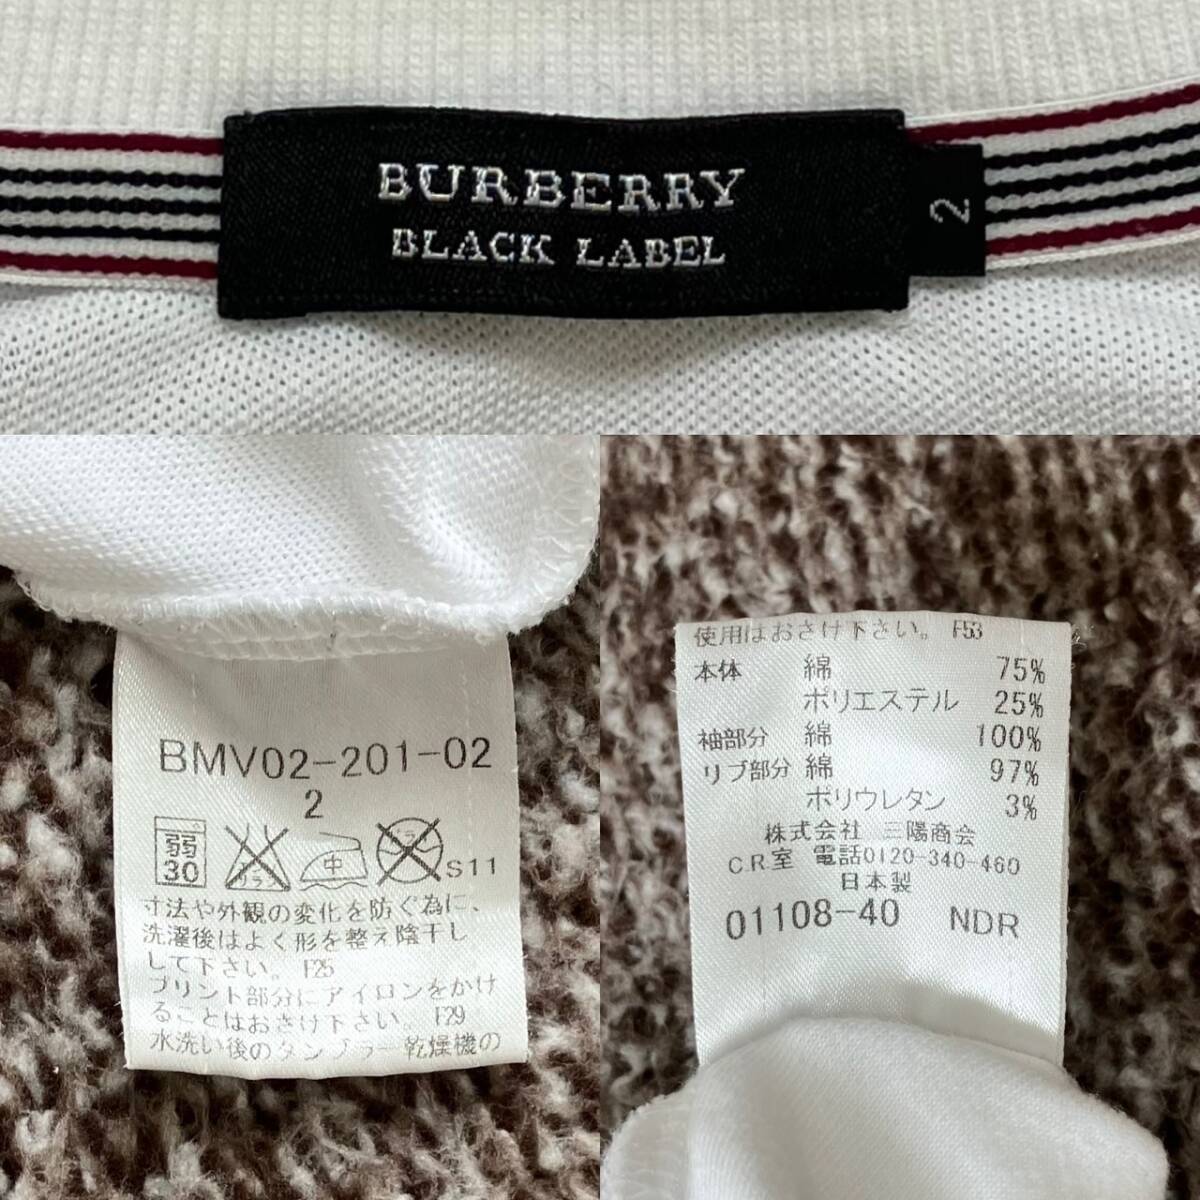 BURBERRY
BLACK LABEL
2
BMV02-201-02
2
弱
30
中
ドライ
S11
寸法や外観の変化を防ぐ為に、
洗濯後はよく形を整え陰干し
して下さい。 F25
プリント部分にアイロンをかけ
ることはおさけ下さい。 F29
水洗い後のタンブラー乾燥機の
使用はおさけ下さい。 F53
本体 綿 75%
ポリエステル 25%
袖部分 綿 100%
リブ部分 綿 97%
ポリウレタン 3%
株式会社 三陽商会
C.R室 電話0120-340-460
日本製
01108-40 NDR